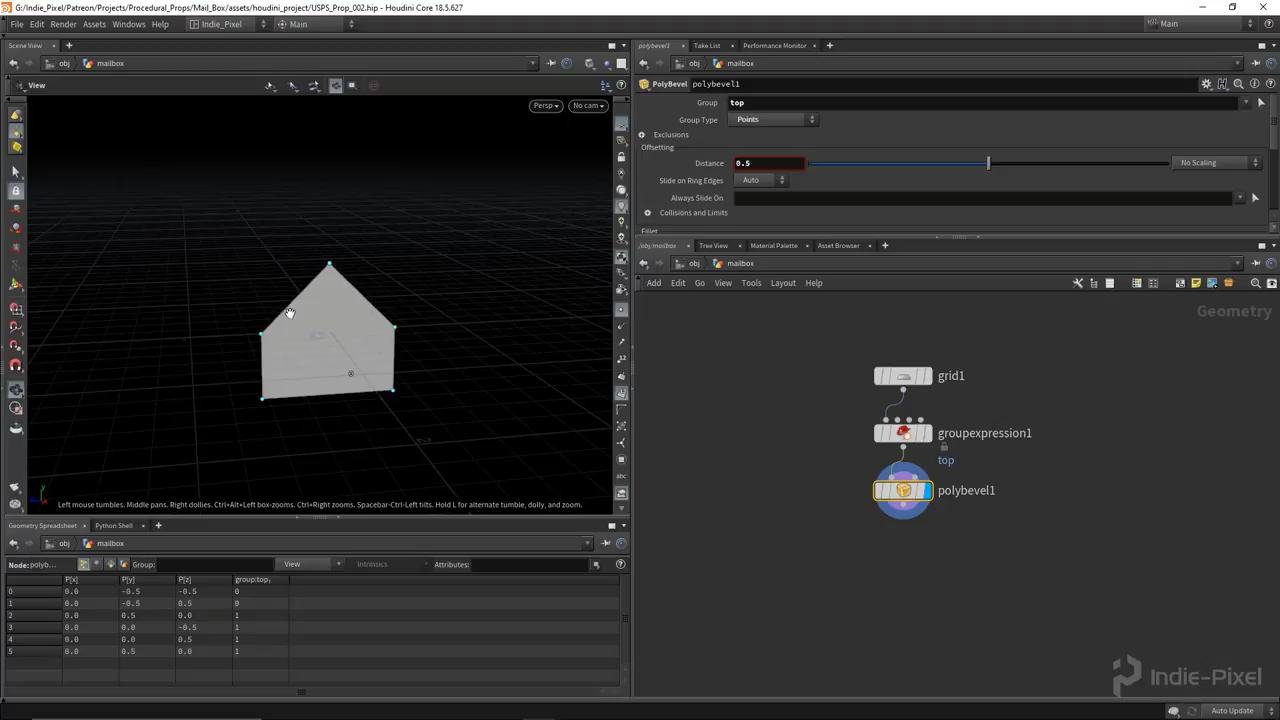 G:/Indie_Pixel/Patreon/Projects/Procedural_Props/Mail_Box/assets/houdini_project/USPS_Prop_002.hip - Houdini Core 18.5.627
File Edit Render Assets Windows Help Indie_Pixel Main Main
Scene View
obj mailbox
View
Persp No cam
Left mouse tumbles. Middle pans. Right dollies. Ctrl+Alt+Left box-zooms. Ctrl+Right zooms. Spacebar-Ctrl-Left tilts. Hold L for alternate tumble, dolly, and zoom.
Geometry Spreadsheet Python Shell
obj mailbox
Node: polyb... Group: View Intrinsics Attributes:
P[x] P[y] P[z] group:top
0 0.0 -0.5 -0.5 0
1 0.0 -0.5 0.5 0
2 0.0 0.5 0.0 1
3 0.0 0.0 -0.5 1
4 0.0 0.0 0.5 1
5 0.0 0.5 0.0 1
polybevel1 Take List Performance Monitor
obj mailbox
PolyBevel polybevel1
Group top
Group Type Points
Exclusions
Offsetting
Distance 0.5 No Scaling
Slide on Ring Edges Auto
Always Slide On
Collisions and Limits
Fillet
/obj/mailbox Tree View Material Palette Asset Browser
obj mailbox
Add Edit Go View Tools Layout Help
Geometry
grid1
groupexpression1
top
polybevel1
Indie-Pixel
Auto Update